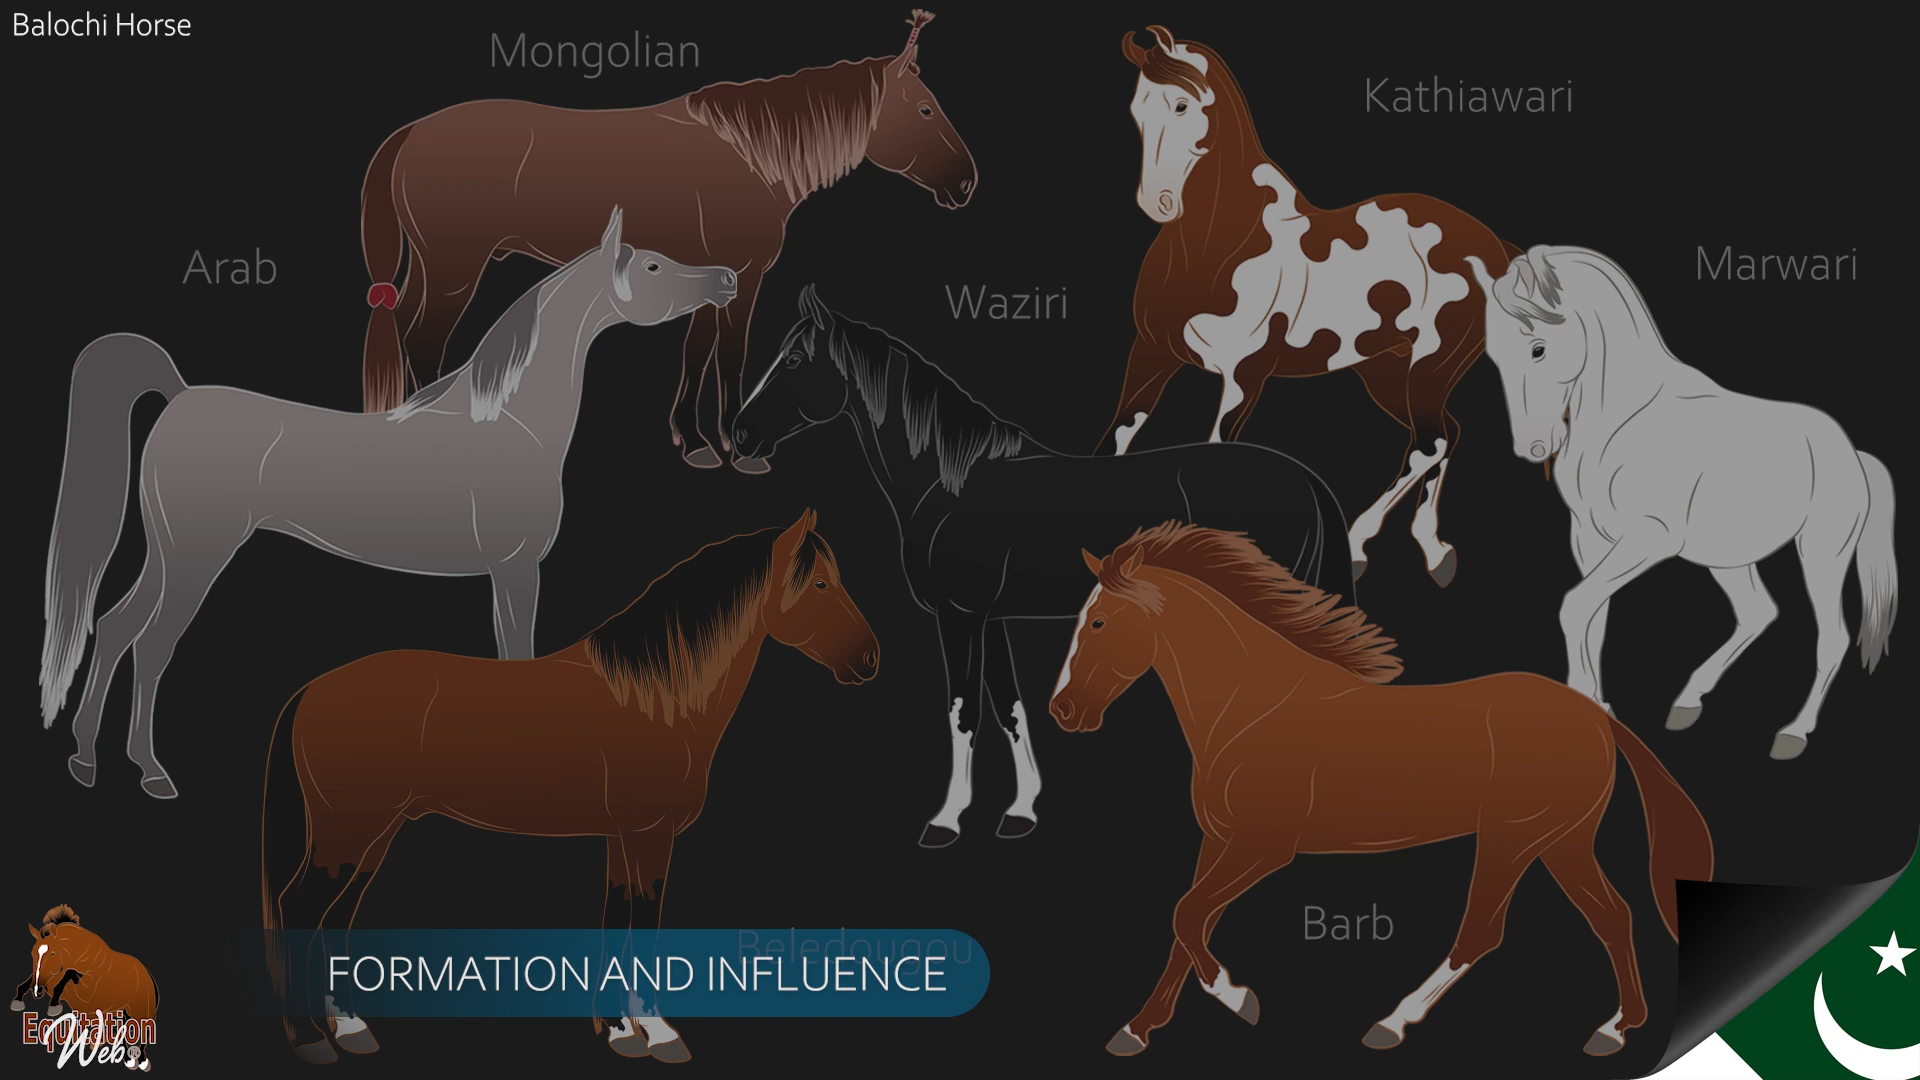 Balochi Horse
Mongolian
Kathiawari
Arab
Waziri
Marwari
Barb
Beledougou
FORMATION AND INFLUENCE
Equitation
Web